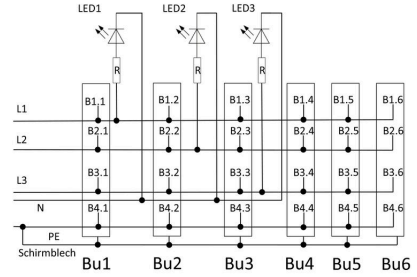 LED1 LED2 LED3
R R R
B1.1 B1.2 B1.3 B1.4 B1.5 B1.6
L1
B2.1 B2.2 B2.3 B2.4 B2.5 B2.6
L2
B3.1 B3.2 B3.3 B3.4 B3.5 B3.6
L3
N
B4.1 B4.2 B4.3 B4.4 B4.5 B4.6
PE
Schirmblech
Bu1 Bu2 Bu3 Bu4 Bu5 Bu6